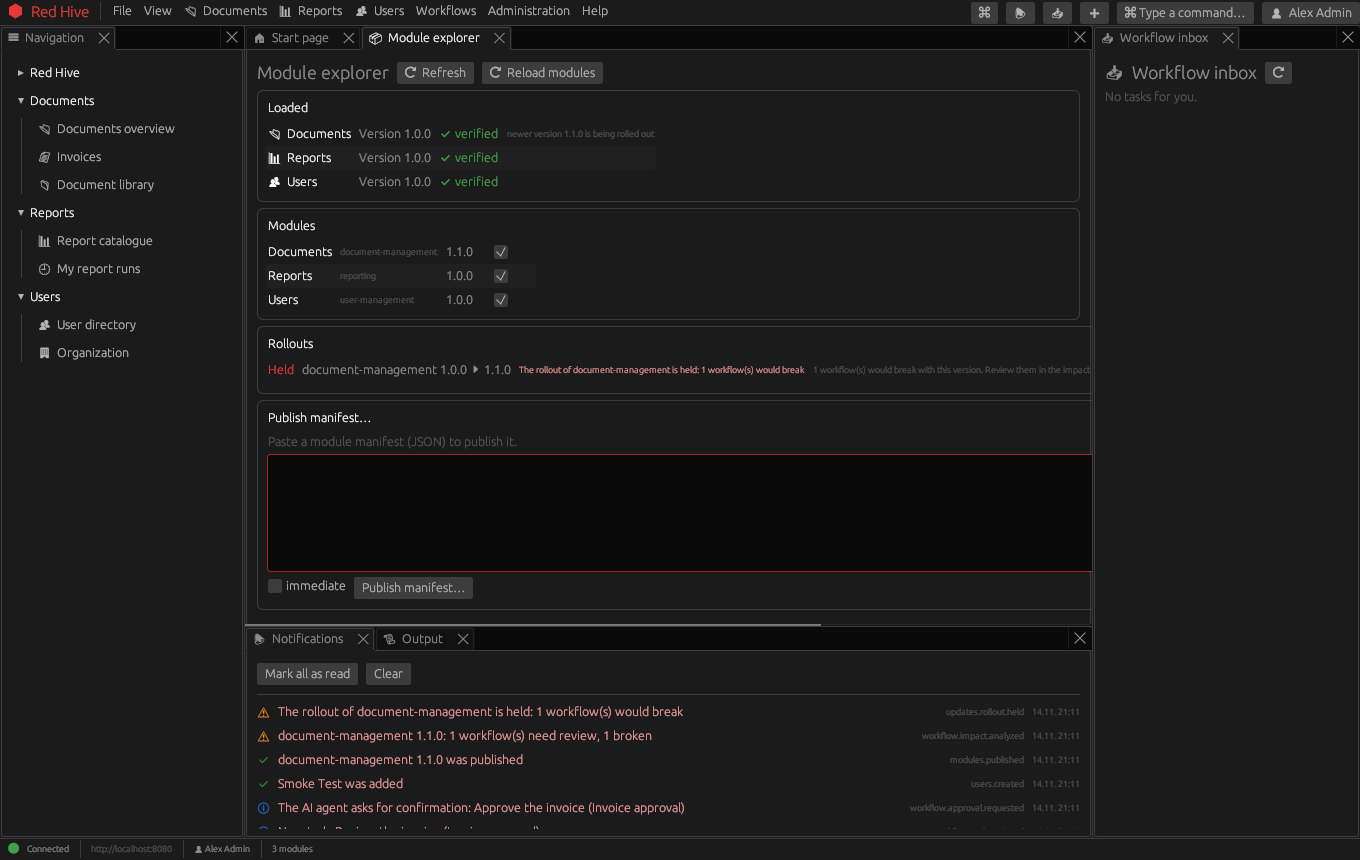 Red Hive File View Documents Reports Users Workflows Administration Help Type a command... Alex Admin
Navigation
Start page Module explorer
Workflow inbox
Red Hive
Documents
Documents overview
Invoices
Document library
Reports
Report catalogue
My report runs
Users
User directory
Organization
Module explorer Refresh Reload modules
Loaded
Documents Version 1.0.0 verified newer version 1.1.0 is being rolled out
Reports Version 1.0.0 verified
Users Version 1.0.0 verified
Modules
Documents document-management 1.1.0
Reports reporting 1.0.0
Users user-management 1.0.0
Rollouts
Held document-management 1.0.0 1.1.0 The rollout of document-management is held: 1 workflow(s) would break 1 workflow(s) would break with this version. Review them in the impact
Publish manifest...
Paste a module manifest (JSON) to publish it.
immediate Publish manifest...
Workflow inbox
No tasks for you.
Notifications Output
Mark all as read Clear
The rollout of document-management is held: 1 workflow(s) would break updates.rollout.held 14.11. 21:11
document-management 1.1.0: 1 workflow(s) need review, 1 broken workflow.impact.analyzed 14.11. 21:11
document-management 1.1.0 was published modules.published 14.11. 21:11
Smoke Test was added users.created 14.11. 21:11
The AI agent asks for confirmation: Approve the invoice (Invoice approval) workflow.approval.requested 14.11. 21:11
Connected http://localhost:8080 Alex Admin 3 modules